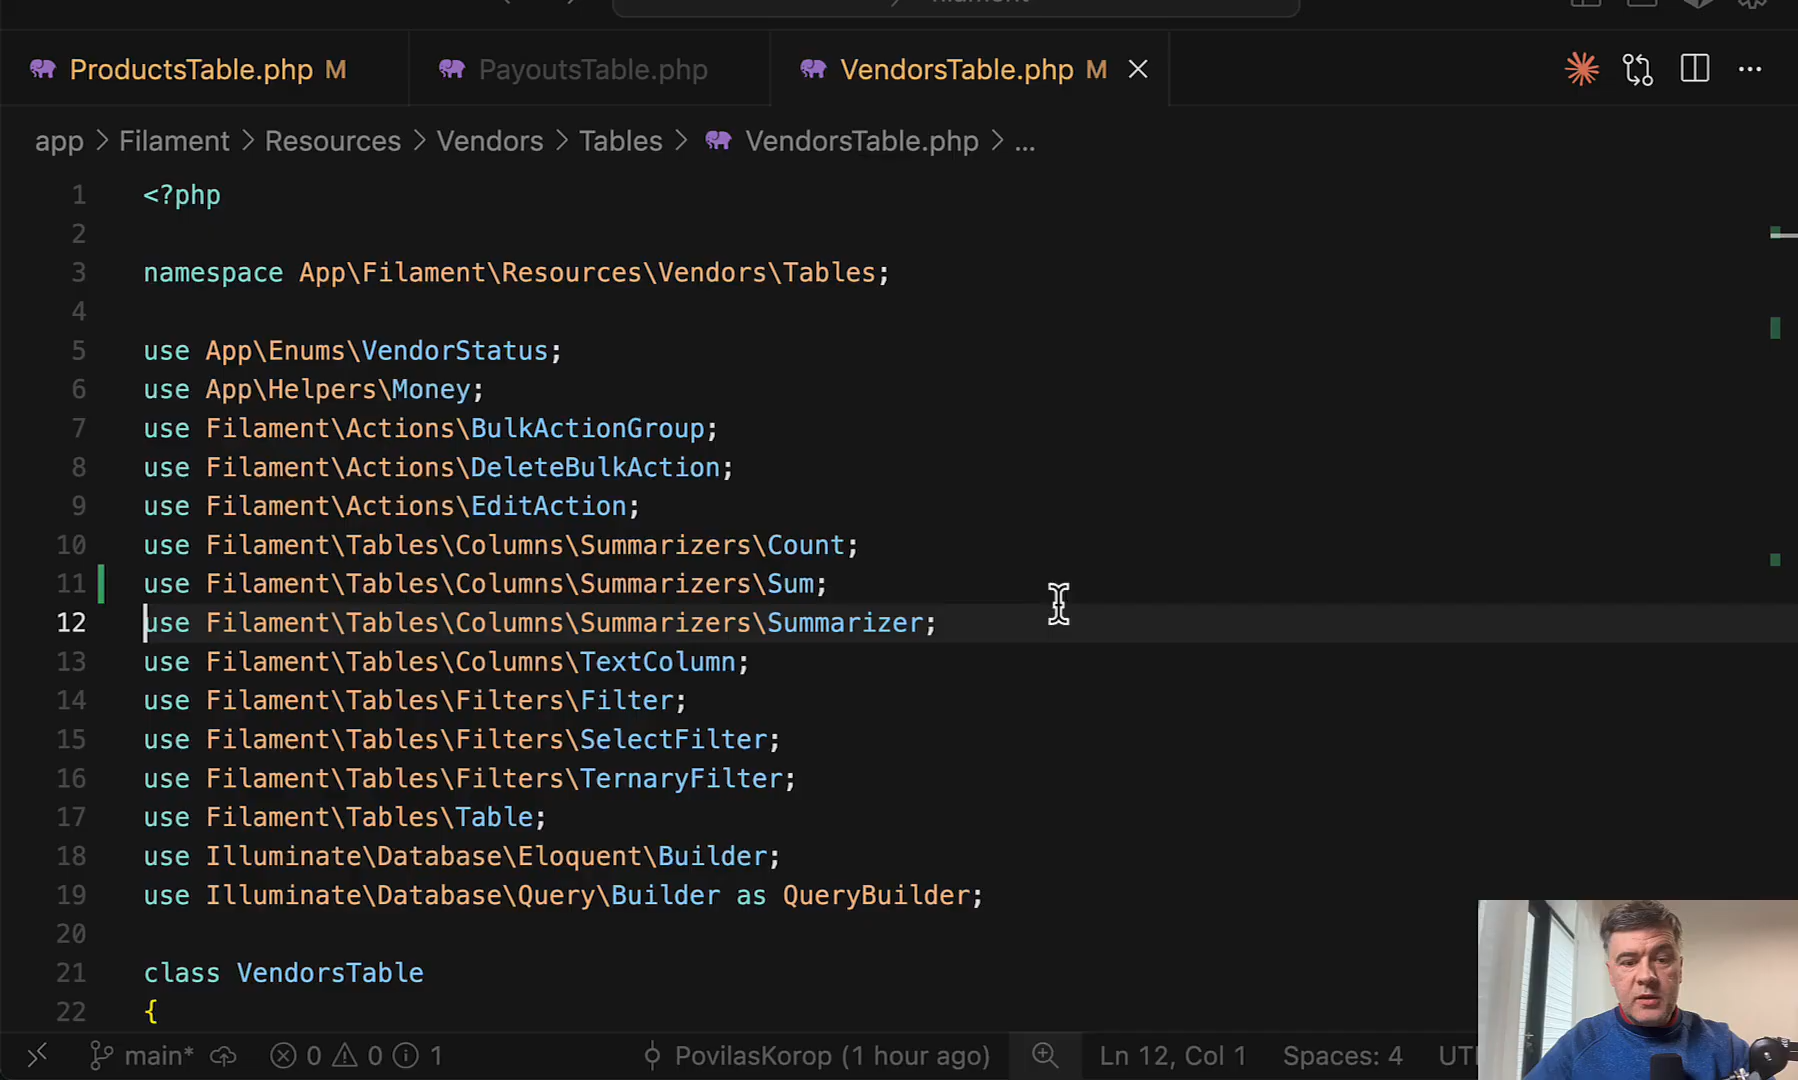 ProductsTable.php M
PayoutsTable.php
VendorsTable.php M
app > Filament > Resources > Vendors > Tables > VendorsTable.php > ...
1 <?php
2
3 namespace App\Filament\Resources\Vendors\Tables;
4
5 use App\Enums\VendorStatus;
6 use App\Helpers\Money;
7 use Filament\Actions\BulkActionGroup;
8 use Filament\Actions\DeleteBulkAction;
9 use Filament\Actions\EditAction;
10 use Filament\Tables\Columns\Summarizers\Count;
11 use Filament\Tables\Columns\Summarizers\Sum;
12 use Filament\Tables\Columns\Summarizers\Summarizer;
13 use Filament\Tables\Columns\TextColumn;
14 use Filament\Tables\Filters\Filter;
15 use Filament\Tables\Filters\SelectFilter;
16 use Filament\Tables\Filters\TernaryFilter;
17 use Filament\Tables\Table;
18 use Illuminate\Database\Eloquent\Builder;
19 use Illuminate\Database\Query\Builder as QueryBuilder;
20
21 class VendorsTable
22 {
main* 0 0 1 PovilasKorop (1 hour ago) Ln 12, Col 1 Spaces: 4